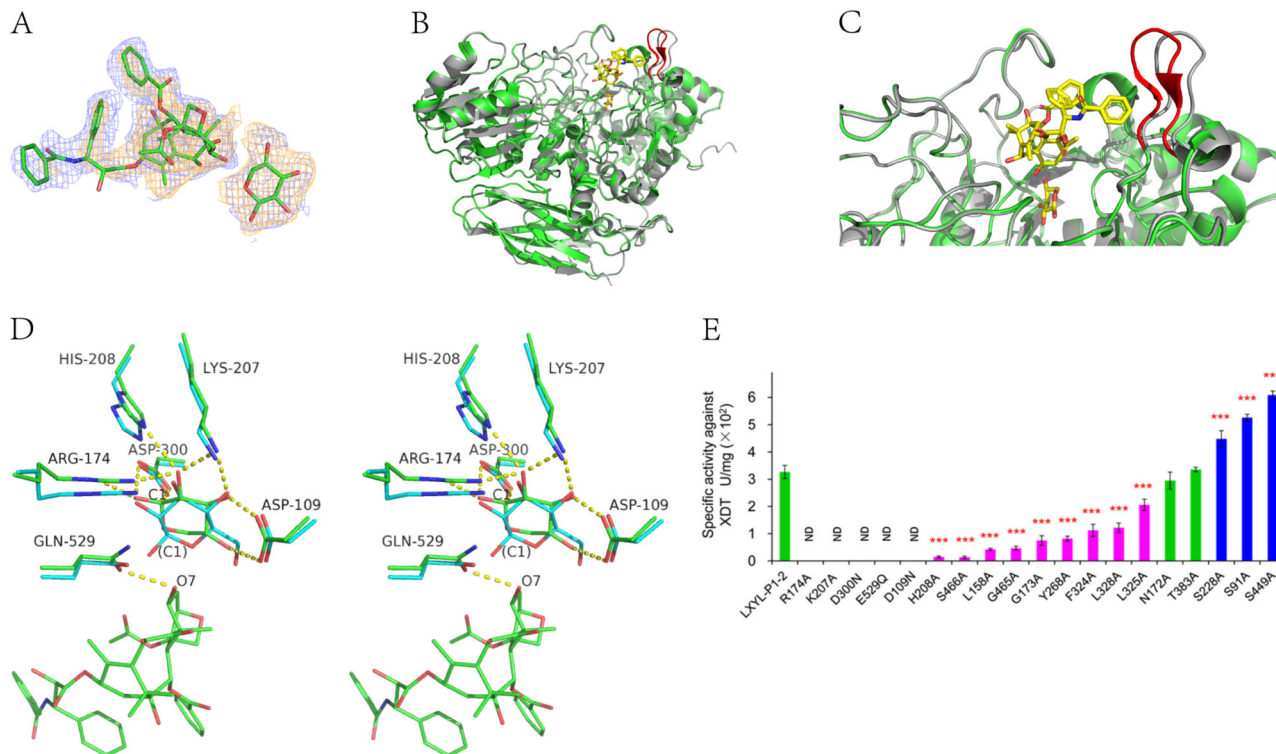 A
B
C
D
HIS-208
LYS-207
ARG-174
ASP-300
C1
ASP-109
GLN-529
(C1)
O7
HIS-208
LYS-207
ARG-174
ASP-300
C1
ASP-109
GLN-529
(C1)
O7
E
Specific activity against
XDT U/mg (×10²)
6
5
4
3
2
1
0
ND
ND
ND
ND
ND
***
***
***
***
***
***
***
***
***
***
***
**
LXYL-P1-2
R174A
K207A
D300N
E529Q
D109N
H208A
S466A
L158A
G465A
G173A
Y268A
F324A
L328A
L325A
N172A
T383A
S228A
S91A
S449A